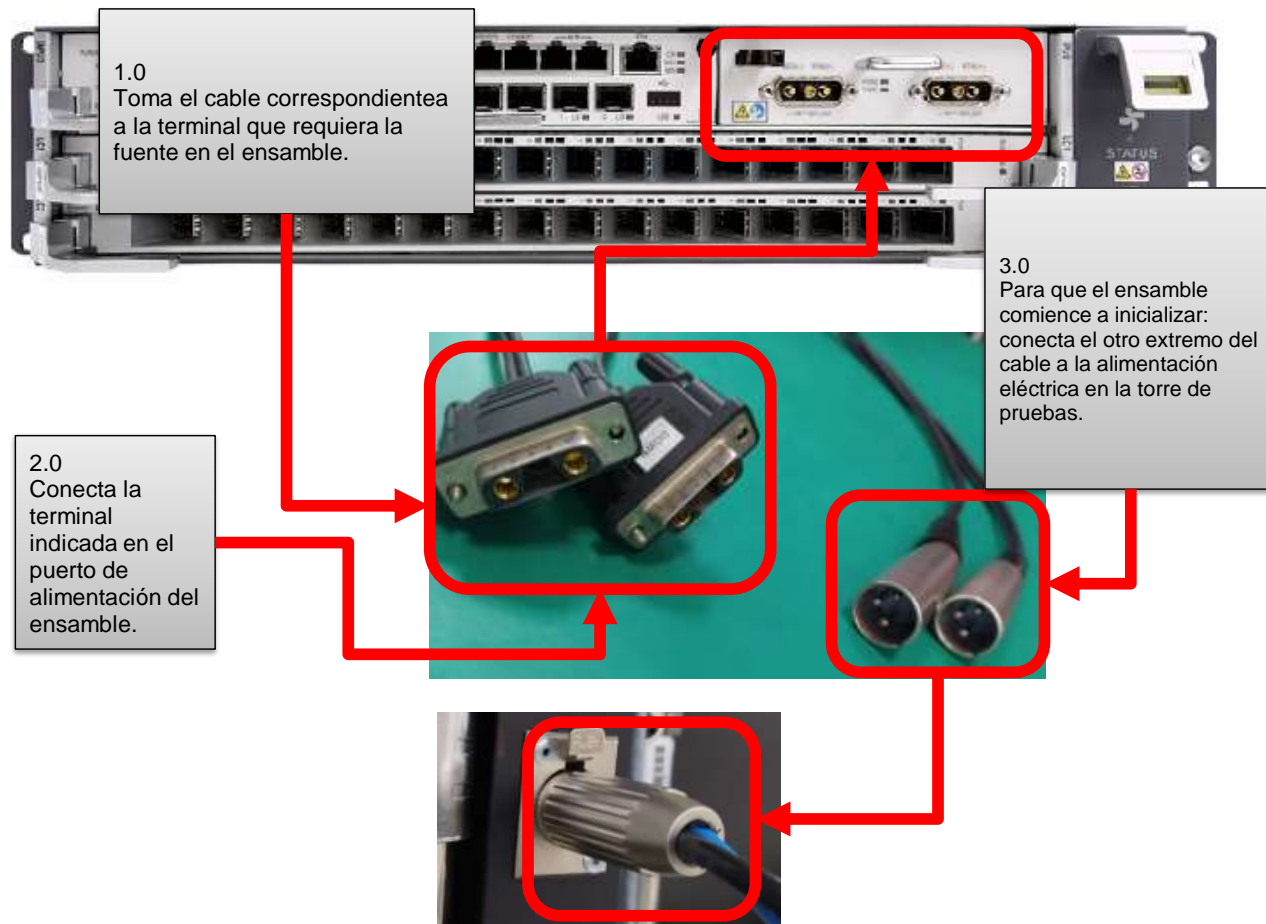 1.0
Toma el cable correspondientea
a la terminal que requiera la
fuente en el ensamble.
STATUS
3.0
Para que el ensamble
comience a inicializar:
conecta el otro extremo del
cable a la alimentación
eléctrica en la torre de
pruebas.
2.0
Conecta la
terminal
indicada en el
puerto de
alimentación del
ensamble.